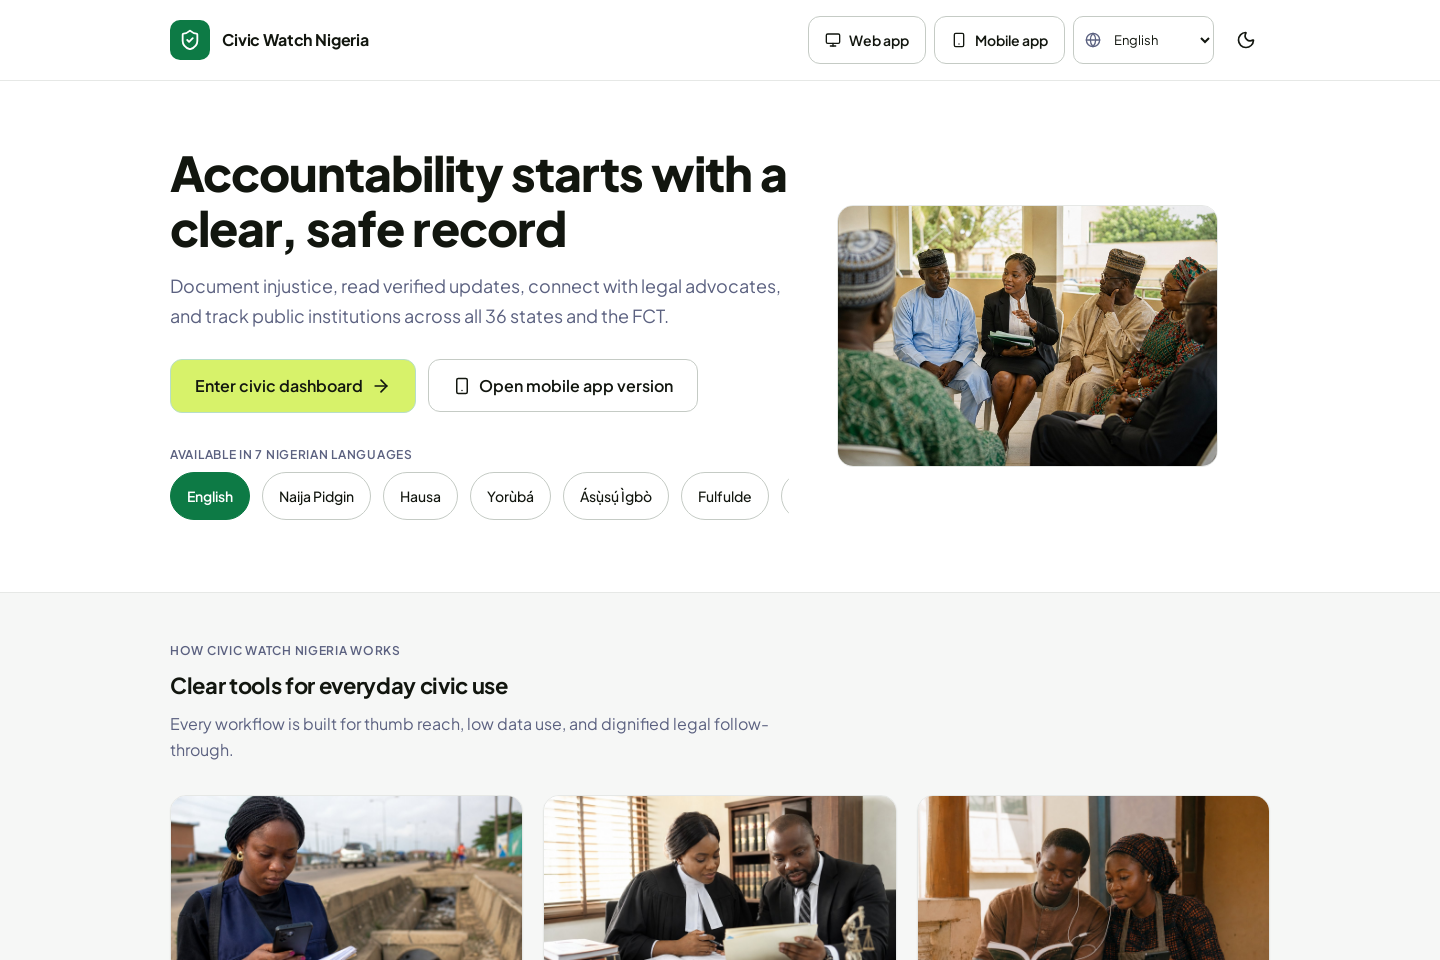 Civic Watch Nigeria
Web app
Mobile app
English
Accountability starts with a
clear, safe record
Document injustice, read verified updates, connect with legal advocates,
and track public institutions across all 36 states and the FCT.
Enter civic dashboard
Open mobile app version
AVAILABLE IN 7 NIGERIAN LANGUAGES
English
Naija Pidgin
Hausa
Yorùbá
Ásụ̀sụ́ Ìgbò
Fulfulde
HOW CIVIC WATCH NIGERIA WORKS
Clear tools for everyday civic use
Every workflow is built for thumb reach, low data use, and dignified legal follow-
through.